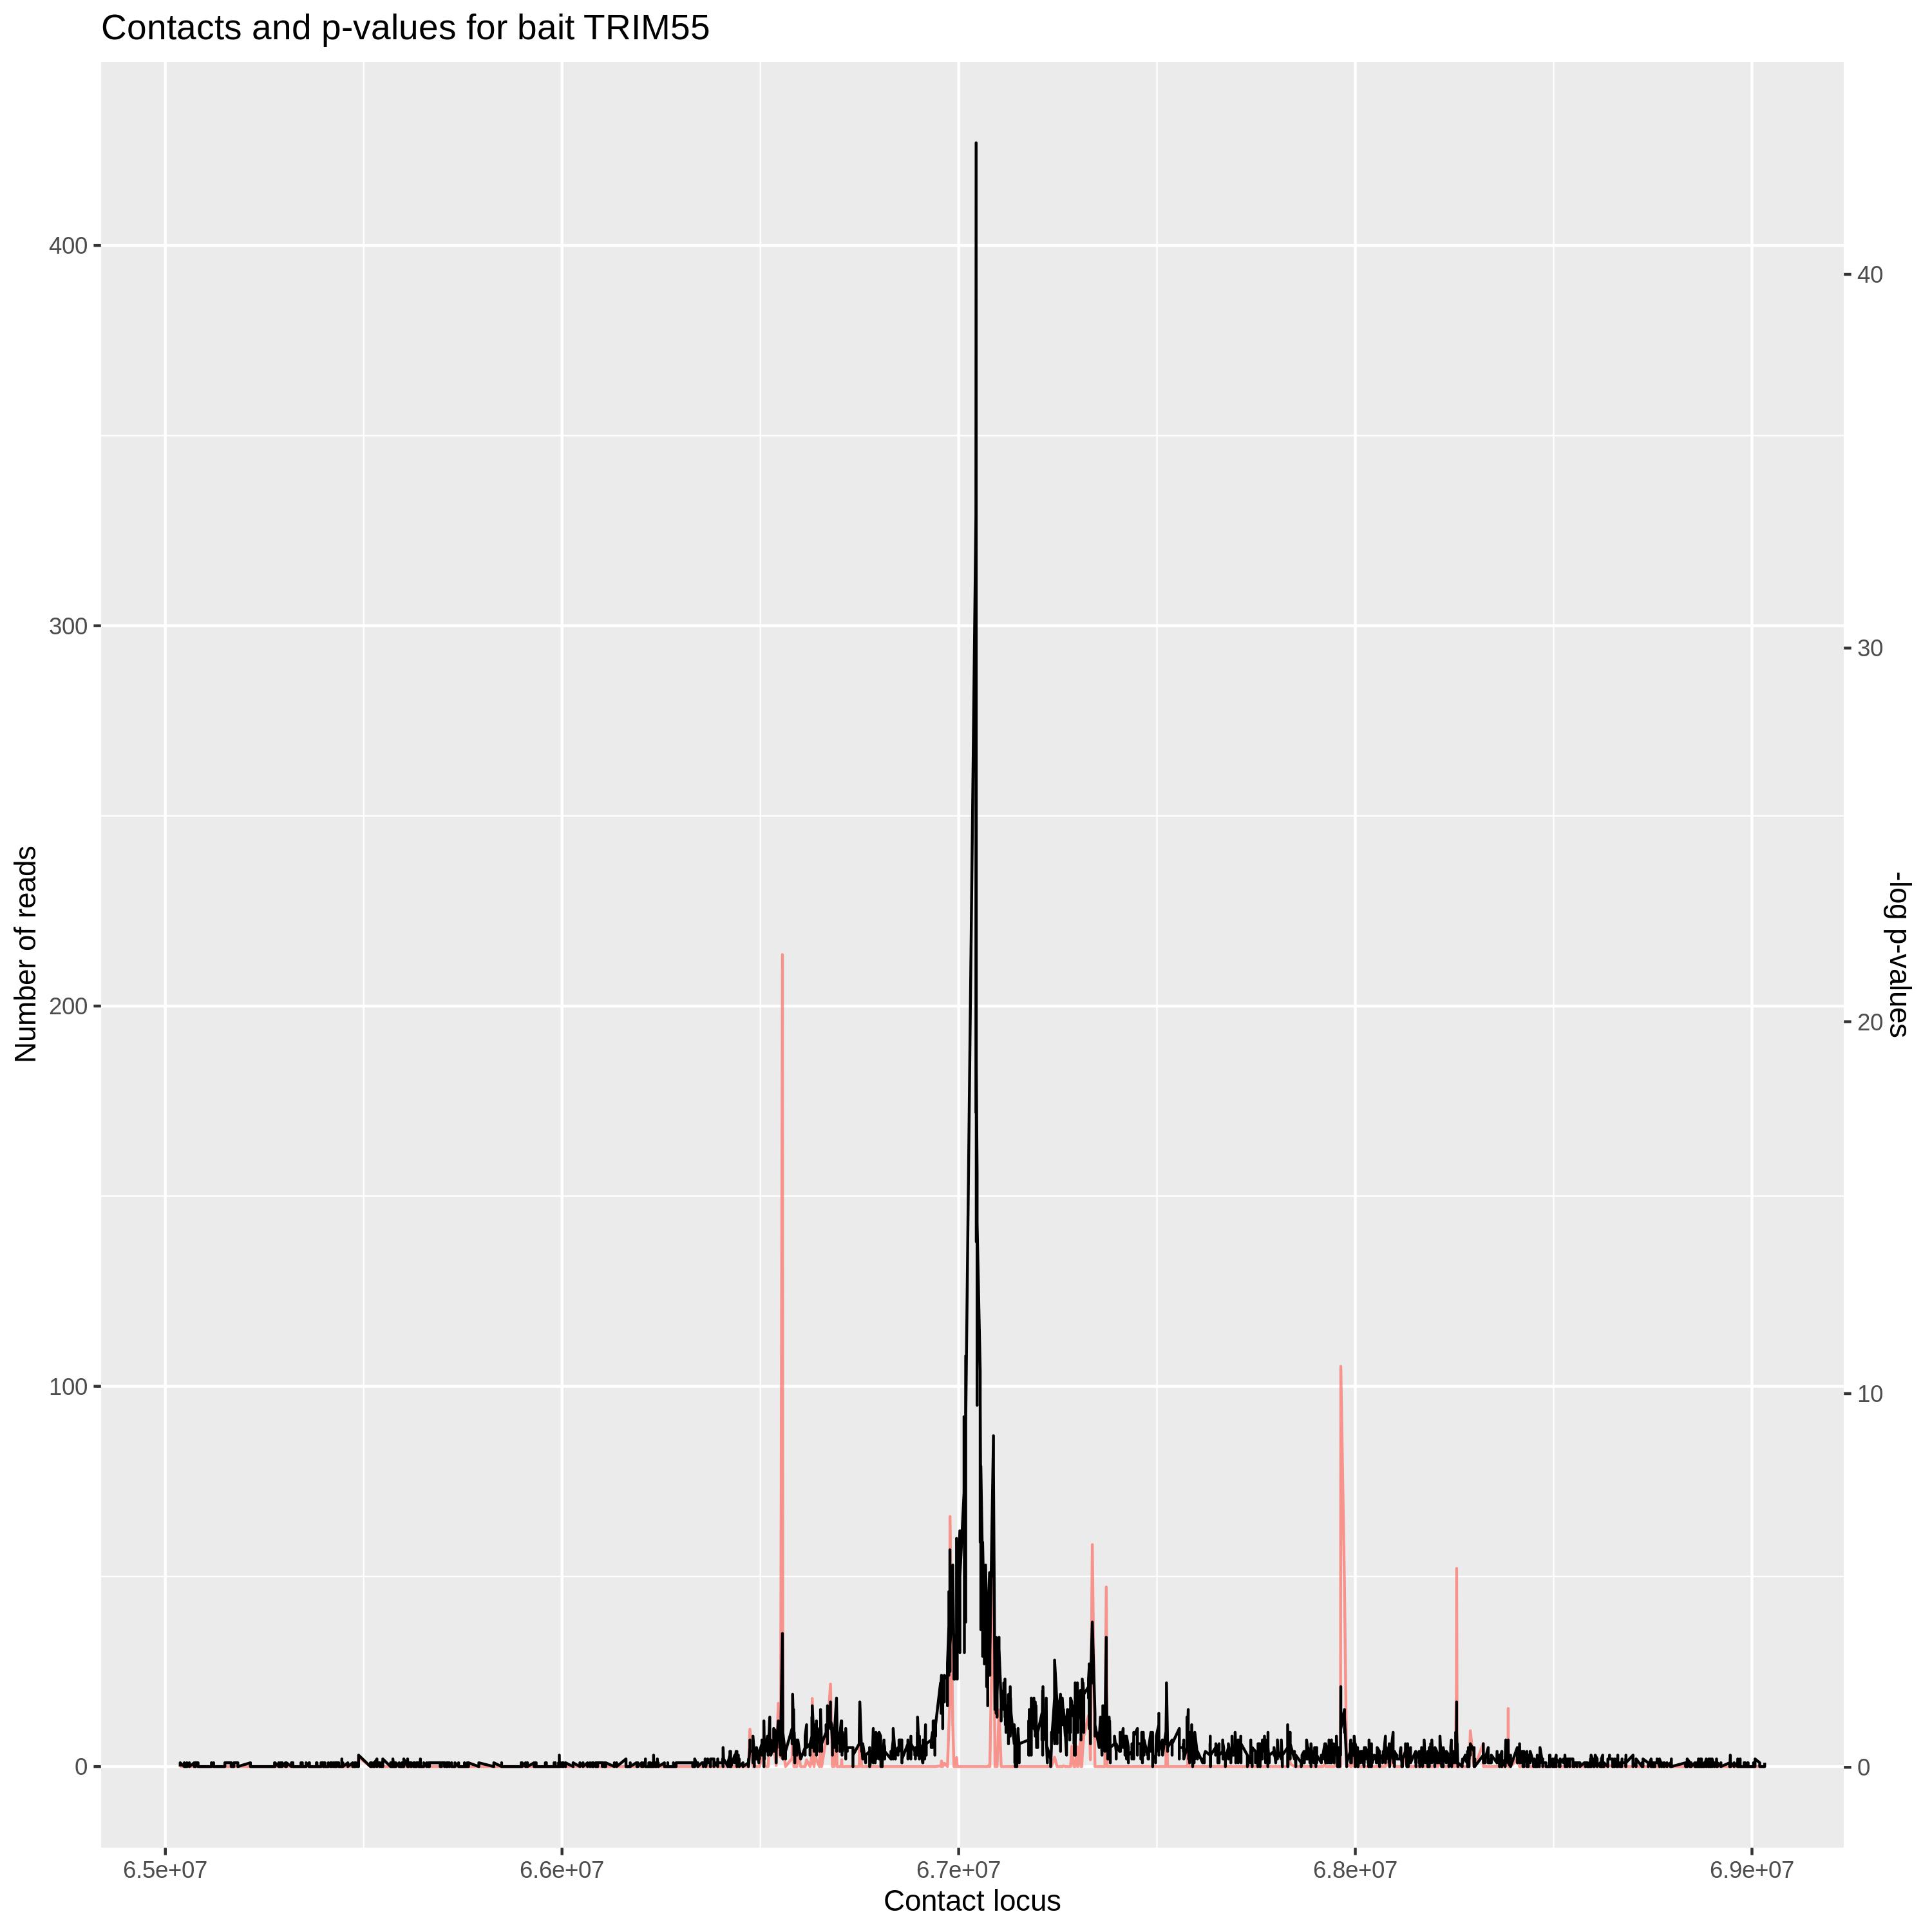 Contacts and p-values for bait TRIM55
400
300
200
100
0
40
30
20
10
0
Number of reads
-log p-values
6.5e+07
6.6e+07
6.7e+07
6.8e+07
6.9e+07
Contact locus